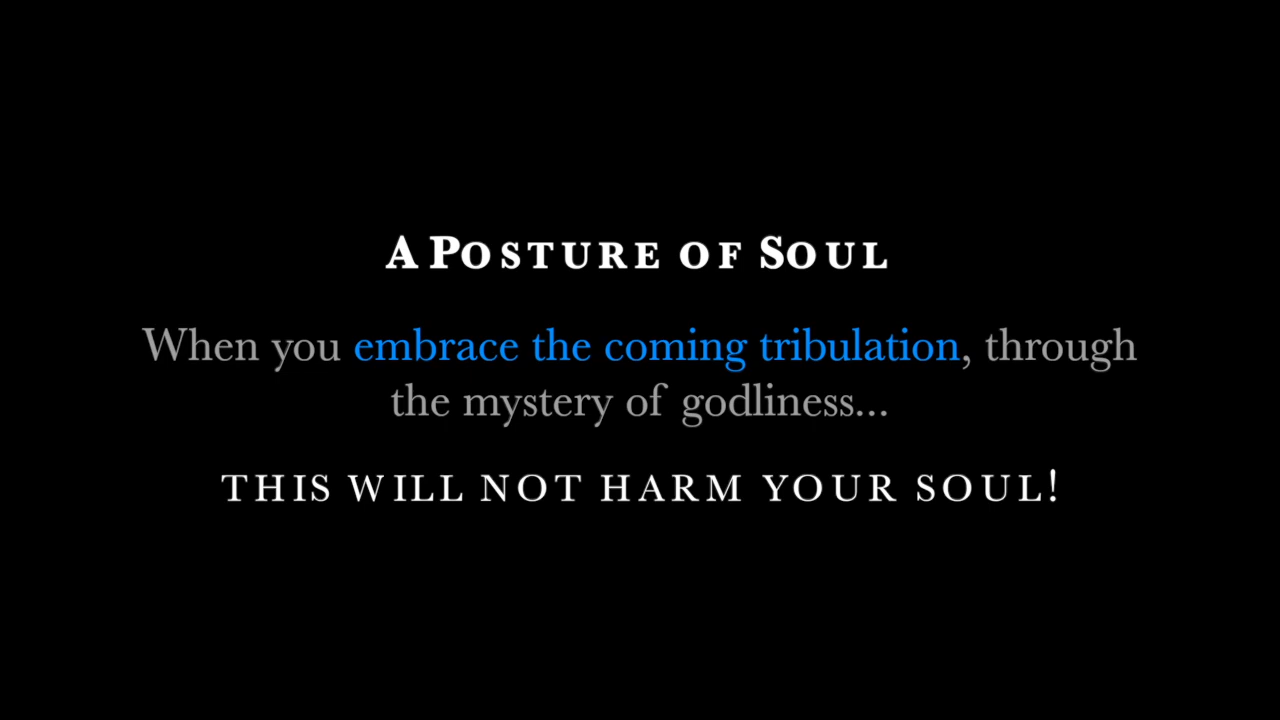 A Posture of Soul
When you embrace the coming tribulation, through
the mystery of godliness...
THIS WILL NOT HARM YOUR SOUL!